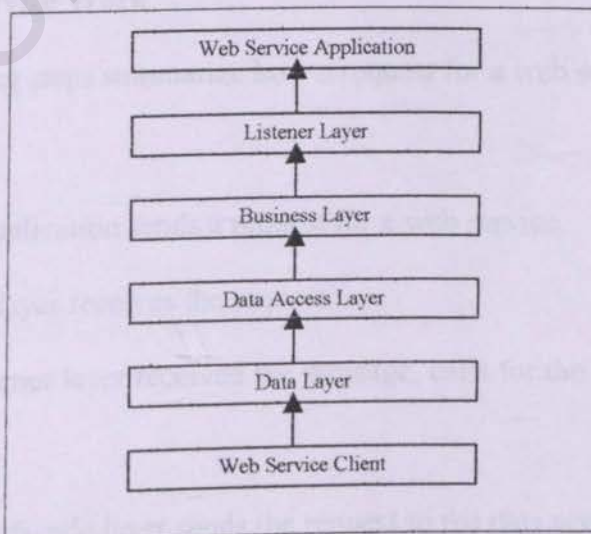 Web Service Application
Listener Layer
Business Layer
Data Access Layer
Data Layer
Web Service Client